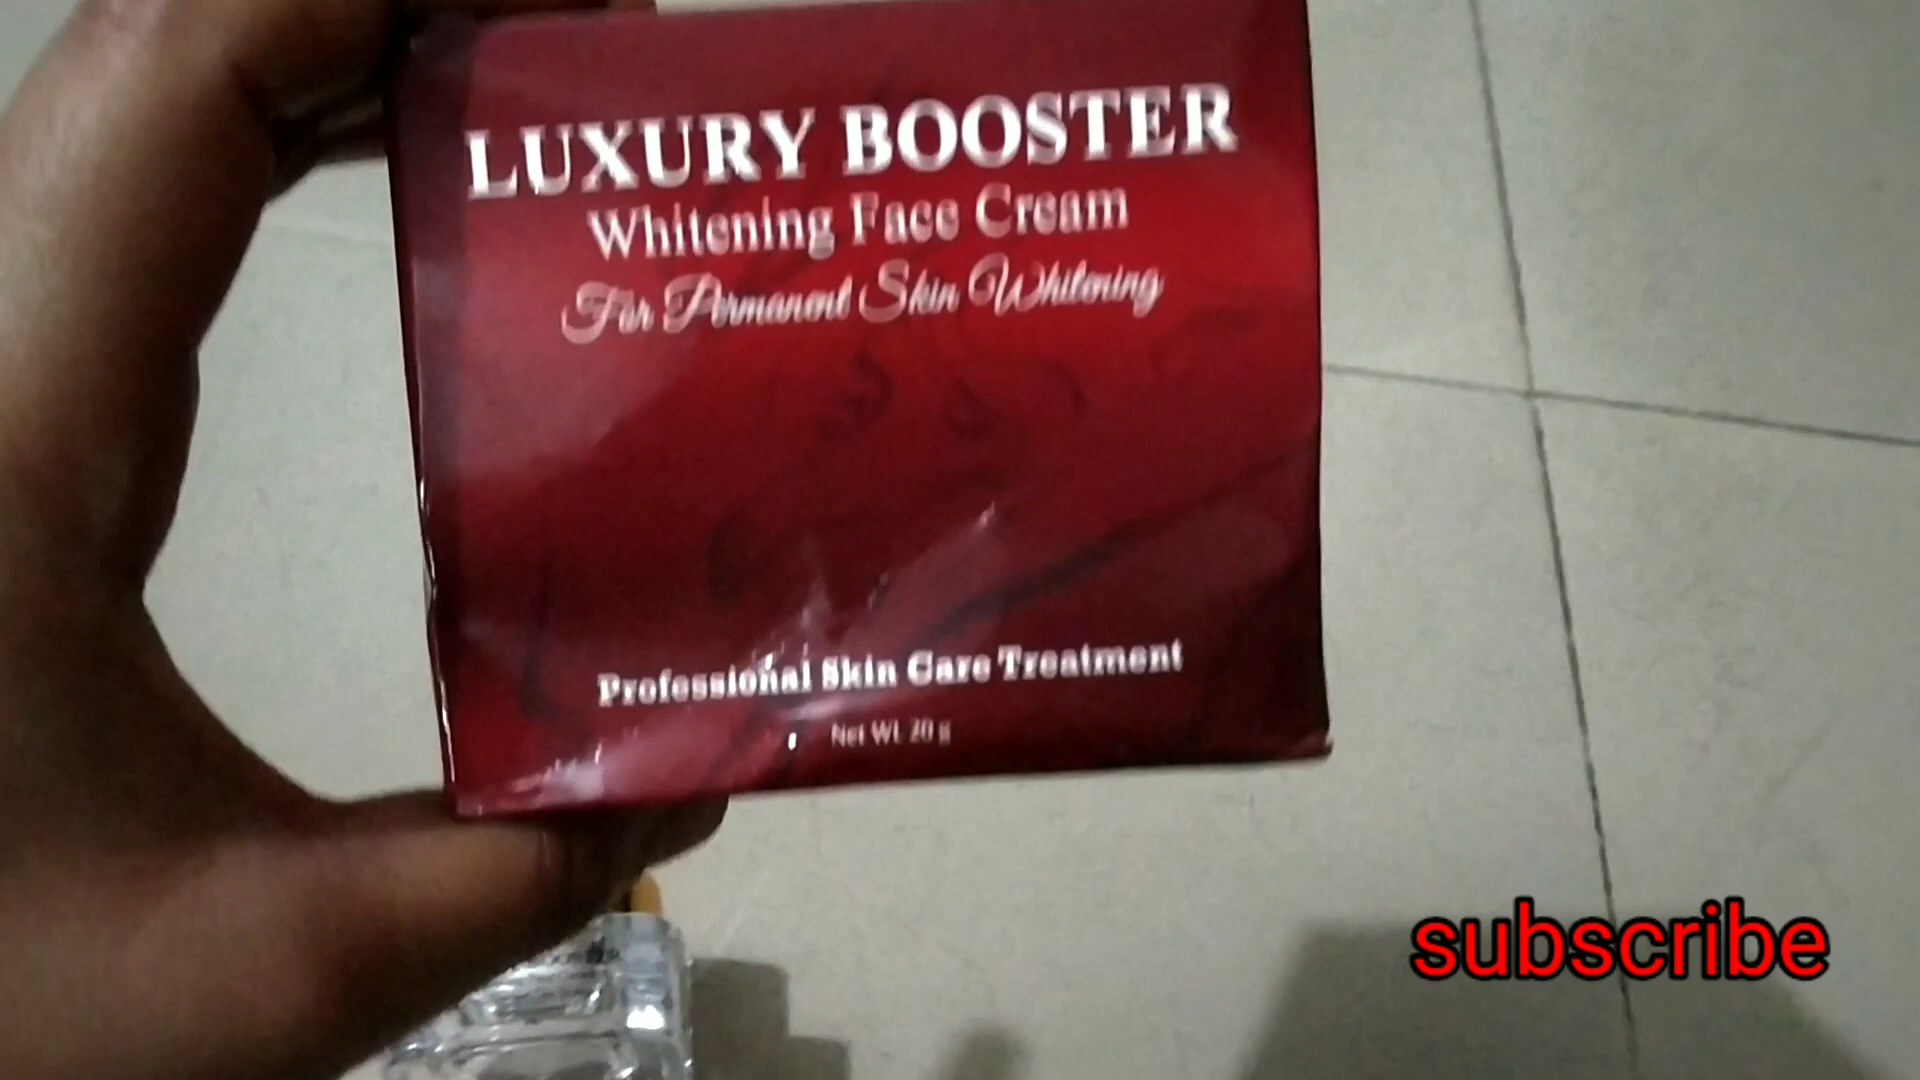 LUXURY BOOSTER
Whitening Face Cream
For Permanent Skin Whitening
Professional Skin Care Treatment
Net Wt. 20 g
subscribe